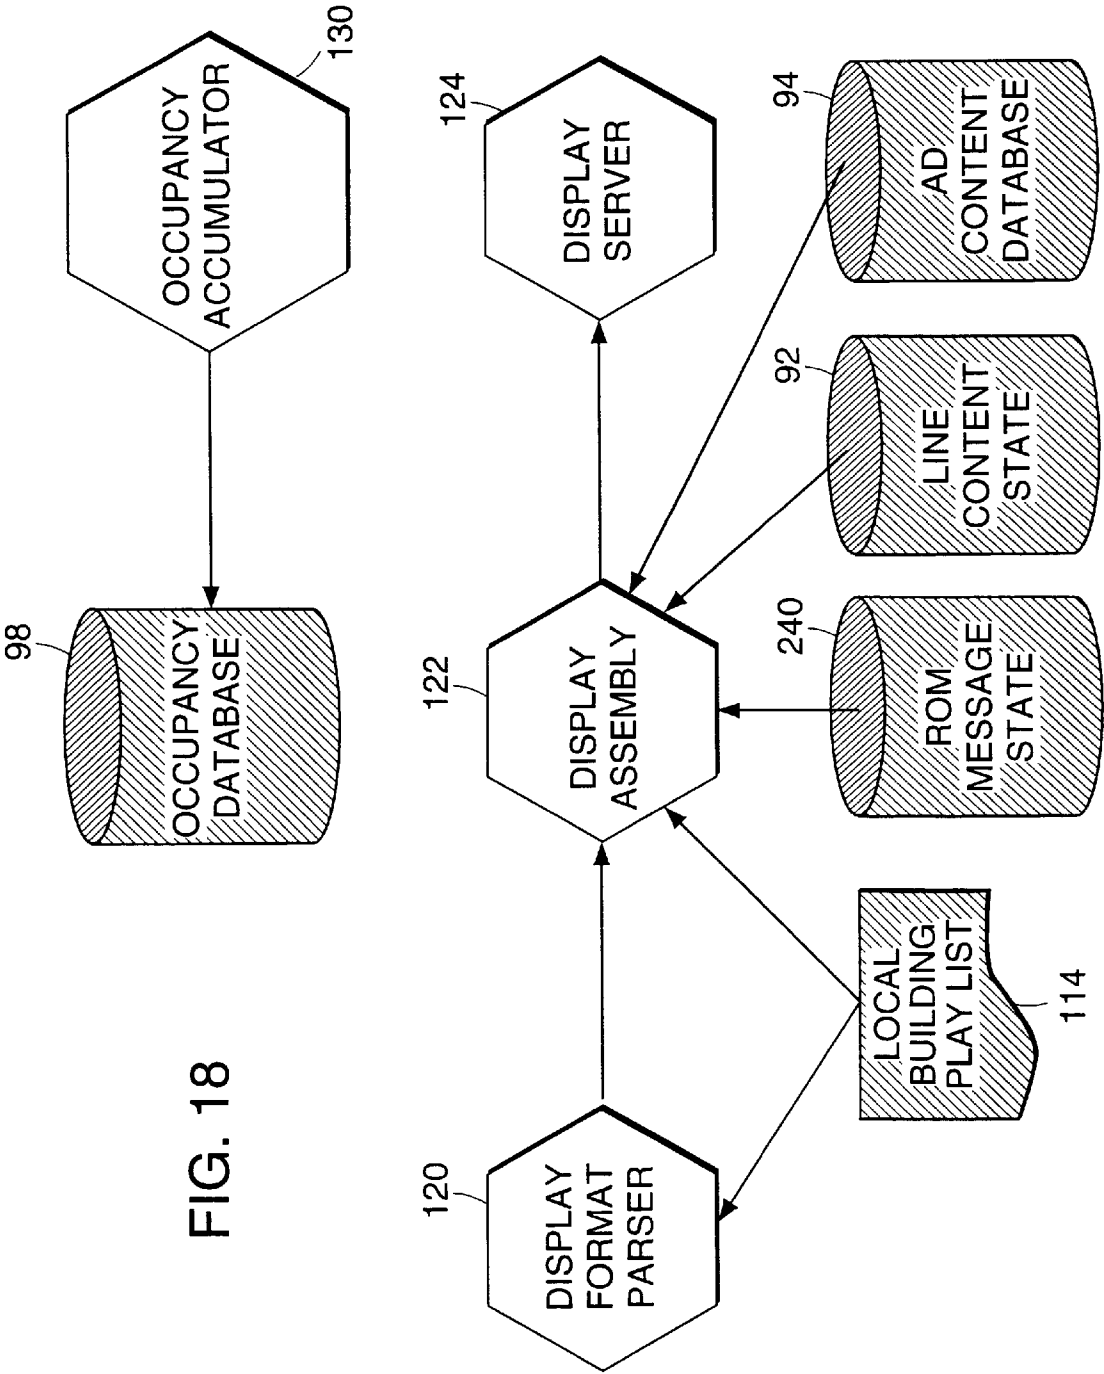 FIG. 18
98
OCCUPANCY
DATABASE
130
OCCUPANCY
ACCUMULATOR
120
DISPLAY
FORMAT
PARSER
122
DISPLAY
ASSEMBLY
124
DISPLAY
SERVER
LOCAL
BUILDING
PLAY LIST
114
240
ROM
MESSAGE
STATE
92
LINE
CONTENT
STATE
94
AD
CONTENT
DATABASE